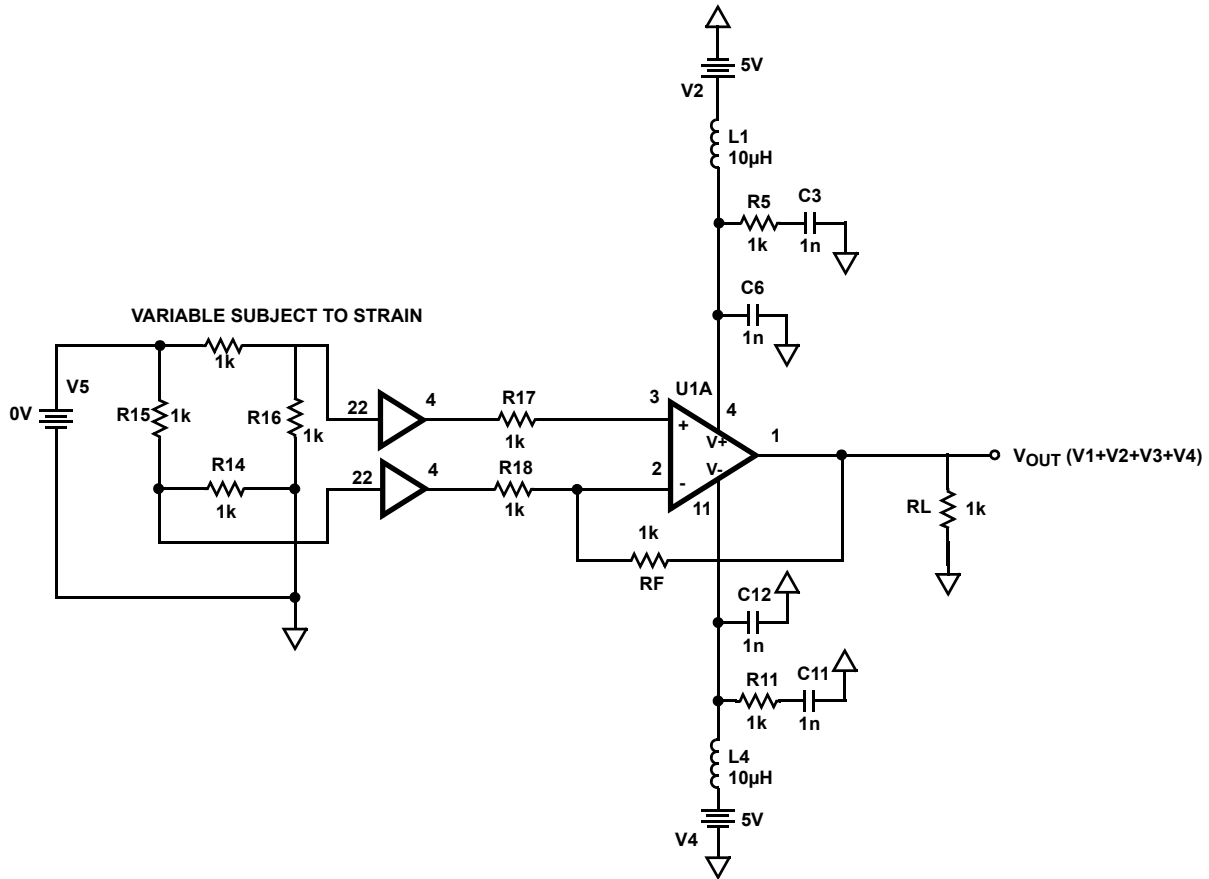 5V
V2
L1
10µH
R5
1k
C3
1n
C6
1n
VARIABLE SUBJECT TO STRAIN
1k
V5
0V
R15
1k
R16
1k
R14
1k
22
4
22
4
R17
1k
R18
1k
U1A
3
+
2
-
4
V+
V-
11
1
1k
RF
VOUT (V1+V2+V3+V4)
RL
1k
C12
1n
R11
1k
C11
1n
L4
10µH
5V
V4